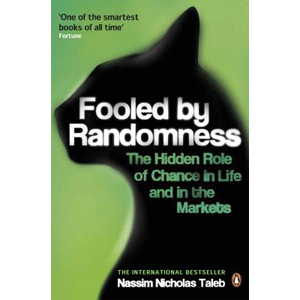 'One of the smartest
books of all time'
Fortune
Fooled by
Randomness
The Hidden Role
of Chance in Life
and in the
Markets
THE INTERNATIONAL BESTSELLER
Nassim Nicholas Taleb